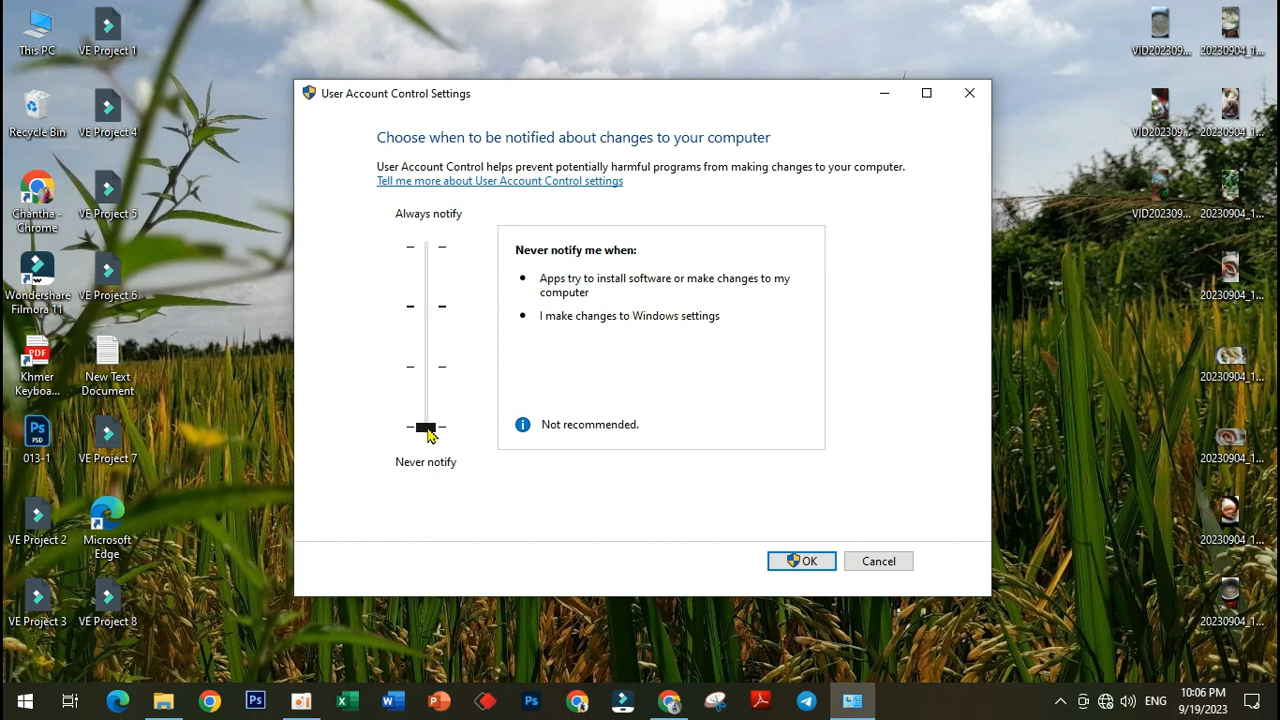 This PC
VE Project 1
Recycle Bin
VE Project 4
Chantha -
Chrome
VE Project 5
Wondershare
Filmora 11
VE Project 6
PDF
Khmer
Keyboa...
New Text
Document
Ps
PSD
013-1
VE Project 7
VE Project 2
Microsoft
Edge
VE Project 3
VE Project 8
User Account Control Settings
Choose when to be notified about changes to your computer
User Account Control helps prevent potentially harmful programs from making changes to your computer.
Tell me more about User Account Control settings
Always notify
Never notify me when:
Apps try to install software or make changes to my
computer
I make changes to Windows settings
Not recommended.
Never notify
OK
Cancel
VID202309...
20230904_1...
VID202309...
20230904_1...
VID202309...
20230904_1...
20230904_1...
20230904_1...
20230904_1...
20230904_1...
20230904_1...
Ps
Ps
ENG
10:06 PM
9/19/2023